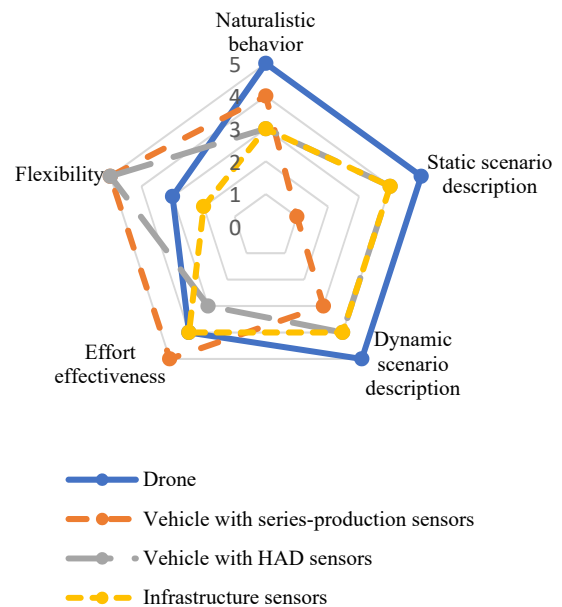 Naturalistic
behavior
5
4
3
2
1
0
Flexibility
Static scenario
description
Effort
effectiveness
Dynamic
scenario
description
Drone
Vehicle with series-production sensors
Vehicle with HAD sensors
Infrastructure sensors